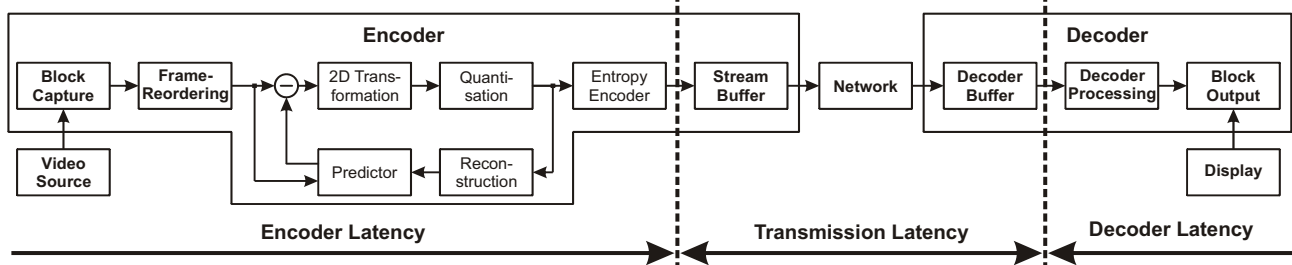 Encoder
Decoder
Block
Capture
Frame-
Reordering
2D Trans-
formation
Quanti-
sation
Entropy
Encoder
Stream
Buffer
Network
Decoder
Buffer
Decoder
Processing
Block
Output
Video
Source
Predictor
Recon-
struction
Display
Encoder Latency
Transmission Latency
Decoder Latency